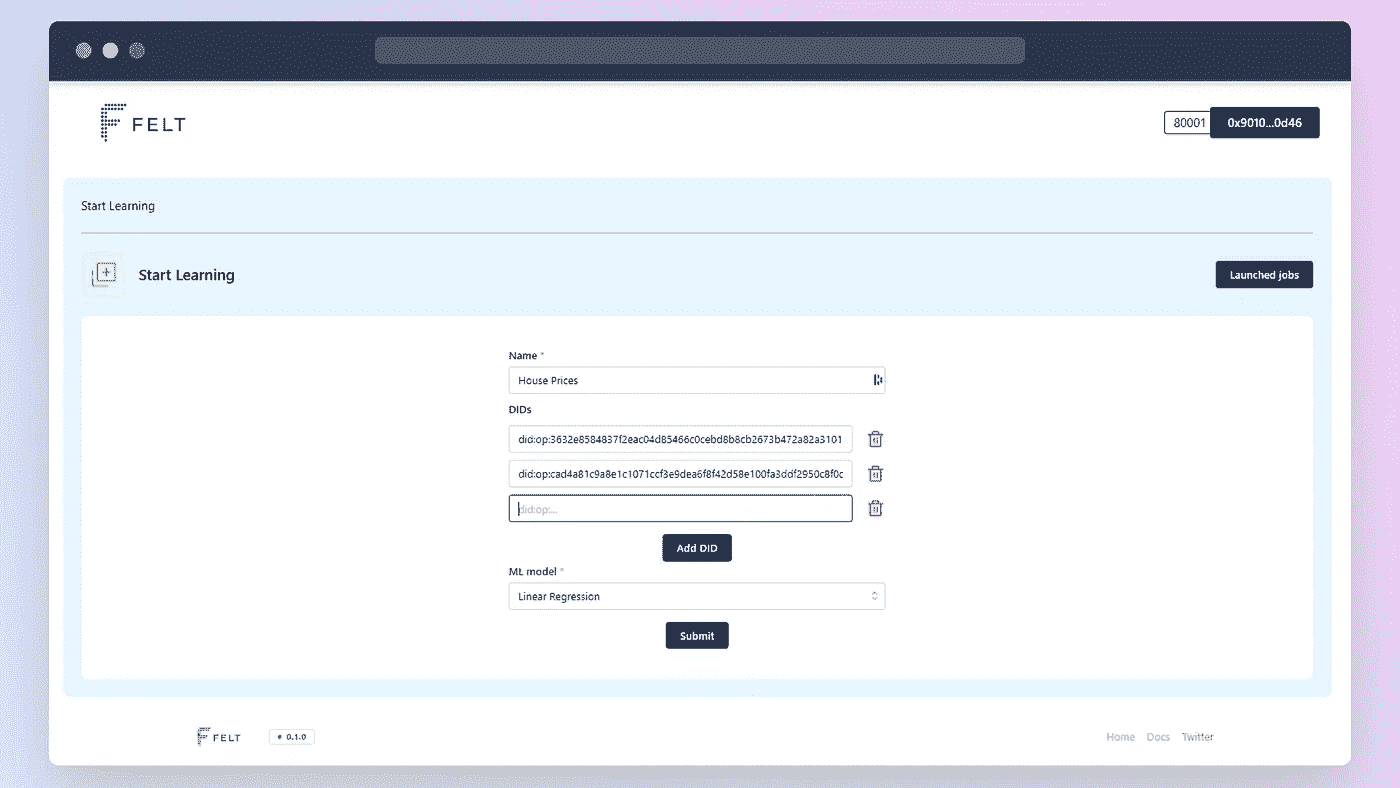 FELT
80001 0x9010...0d46
Start Learning
Start Learning
Launched jobs
Name *
House Prices
DIDs
did:op:3632e8584837f2eac04d85466c0cebd8b8cb2673b472a82a3101
did:op:cad4a81c9a8e1c1071ccf3e9dea6f8f42d58e100fa3ddf2950c8f0c
did:op:...
Add DID
ML model *
Linear Regression
Submit
FELT
# 0.1.0
Home Docs Twitter